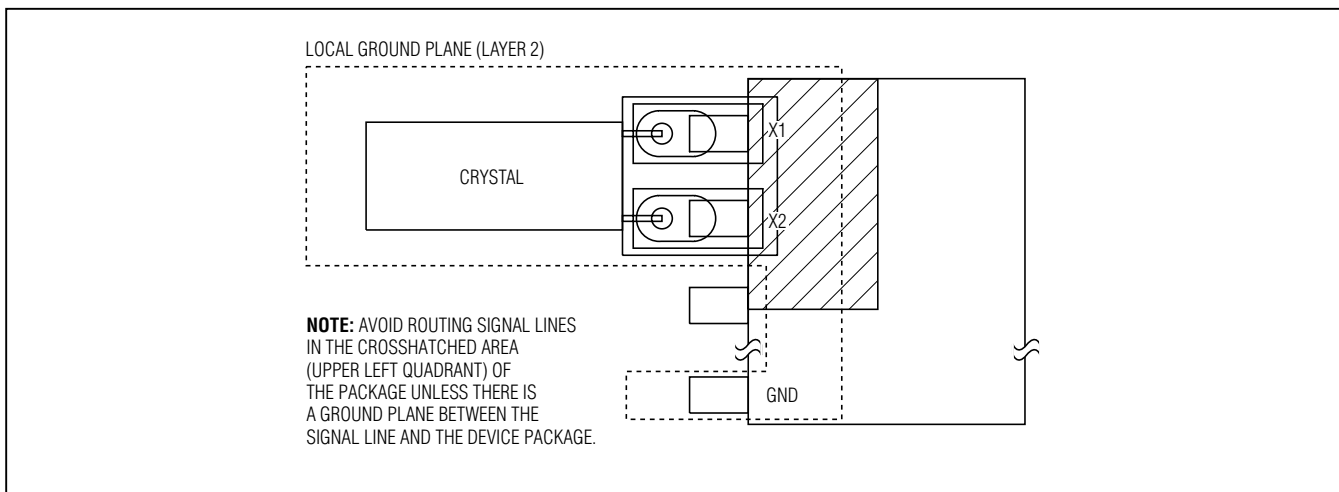 LOCAL GROUND PLANE (LAYER 2)
X1
CRYSTAL
X2
NOTE: AVOID ROUTING SIGNAL LINES
IN THE CROSSHATCHED AREA
(UPPER LEFT QUADRANT) OF
THE PACKAGE UNLESS THERE IS
A GROUND PLANE BETWEEN THE
SIGNAL LINE AND THE DEVICE PACKAGE.
GND